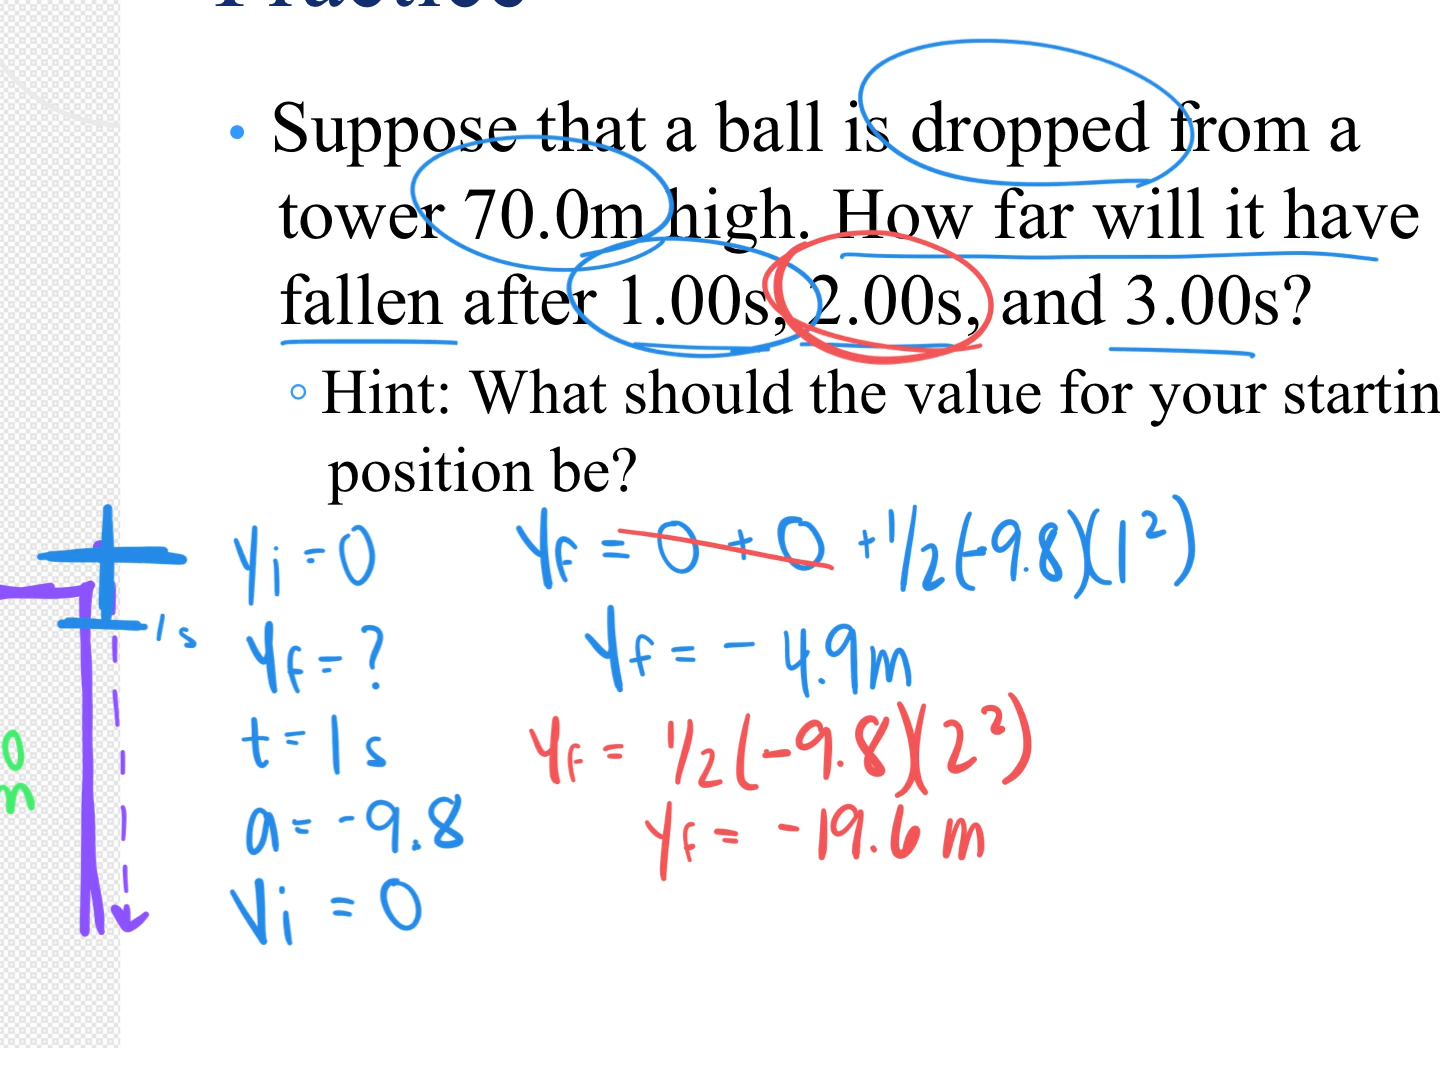 Practice
• Suppose that a ball is dropped from a
tower 70.0m high. How far will it have
fallen after 1.00s, 2.00s, and 3.00s?
◦ Hint: What should the value for your startin
position be?
yi = 0
yf = 0 + 0 + 1/2(-9.8)(1²)
1s
yf = ?
yf = - 4.9m
t = 1s
yf = 1/2(-9.8)(2²)
0
m
a = -9.8
yf = -19.6 m
Vi = 0